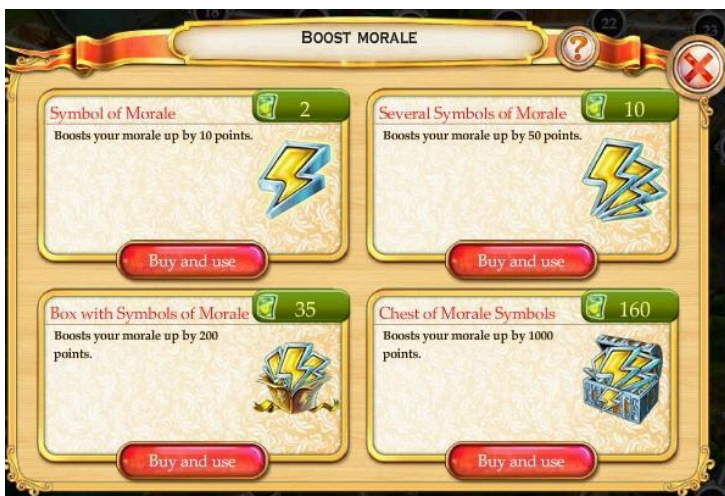 18
22
23
BOOST MORALE
?
Symbol of Morale
2
Boosts your morale up by 10 points.
Buy and use
Several Symbols of Morale
10
Boosts your morale up by 50 points.
Buy and use
Box with Symbols of Morale
35
Boosts your morale up by 200
points.
Buy and use
Chest of Morale Symbols
160
Boosts your morale up by 1000
points.
Buy and use